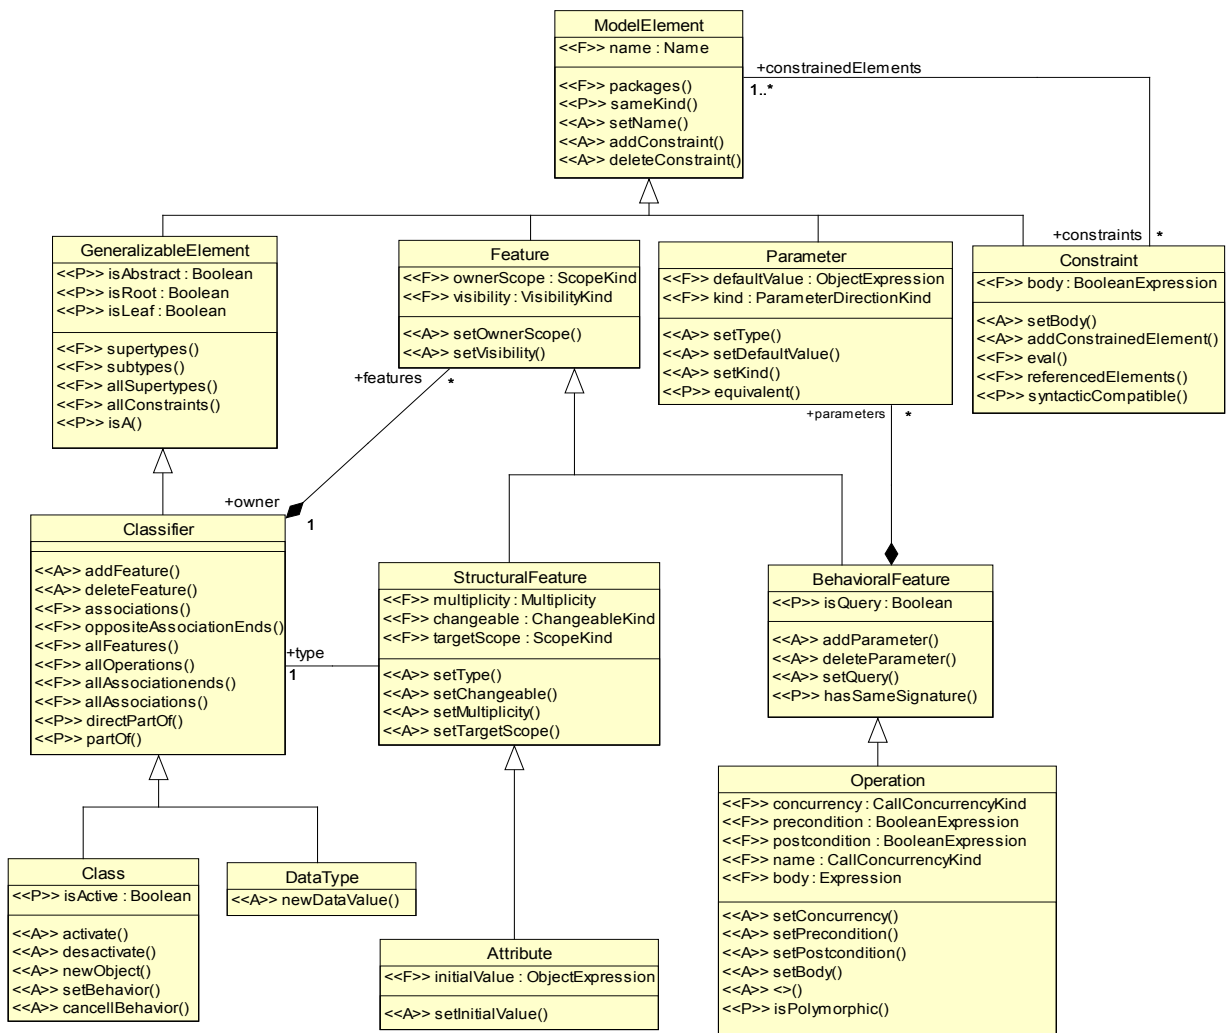 ModelElement
<<F>> name : Name
<<F>> packages()
<<P>> sameKind()
<<A>> setName()
<<A>> addConstraint()
<<A>> deleteConstraint()
+constrainedElements
1..*
+constraints *
GeneralizableElement
<<P>> isAbstract : Boolean
<<P>> isRoot : Boolean
<<P>> isLeaf : Boolean
<<F>> supertypes()
<<F>> subtypes()
<<F>> allSupertypes()
<<F>> allConstraints()
<<P>> isA()
Feature
<<F>> ownerScope : ScopeKind
<<F>> visibility : VisibilityKind
<<A>> setOwnerScope()
<<A>> setVisibility()
Parameter
<<F>> defaultValue : ObjectExpression
<<F>> kind : ParameterDirectionKind
<<A>> setType()
<<A>> setDefaultValue()
<<A>> setKind()
<<P>> equivalent()
Constraint
<<F>> body : BooleanExpression
<<A>> setBody()
<<A>> addConstrainedElement()
<<F>> eval()
<<F>> referencedElements()
<<P>> syntacticCompatible()
+features *
+parameters *
+owner
1
Classifier
<<A>> addFeature()
<<A>> deleteFeature()
<<F>> associations()
<<F>> oppositeAssociationEnds()
<<F>> allFeatures()
<<F>> allOperations()
<<F>> allAssociationends()
<<F>> allAssociations()
<<P>> directPartOf()
<<P>> partOf()
+type
1
StructuralFeature
<<F>> multiplicity : Multiplicity
<<F>> changeable : ChangeableKind
<<F>> targetScope : ScopeKind
<<A>> setType()
<<A>> setChangeable()
<<A>> setMultiplicity()
<<A>> setTargetScope()
BehavioralFeature
<<P>> isQuery : Boolean
<<A>> addParameter()
<<A>> deleteParameter()
<<A>> setQuery()
<<P>> hasSameSignature()
Class
<<P>> isActive : Boolean
<<A>> activate()
<<A>> desactivate()
<<A>> newObject()
<<A>> setBehavior()
<<A>> cancellBehavior()
DataType
<<A>> newDataValue()
Attribute
<<F>> initialValue : ObjectExpression
<<A>> setInitialValue()
Operation
<<F>> concurrency : CallConcurrencyKind
<<F>> precondition : BooleanExpression
<<F>> postcondition : BooleanExpression
<<F>> name : CallConcurrencyKind
<<F>> body : Expression
<<A>> setConcurrency()
<<A>> setPrecondition()
<<A>> setPostcondition()
<<A>> setBody()
<<A>> <>()
<<P>> isPolymorphic()